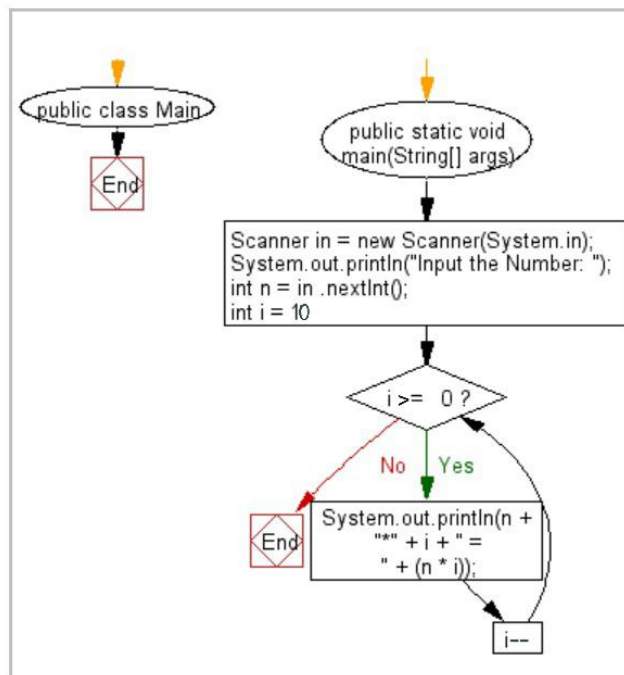 public class Main
End
public static void
main(String[] args)
Scanner in = new Scanner(System.in);
System.out.println("Input the Number: ");
int n = in .nextInt();
int i = 10
i >= 0 ?
No
Yes
End
System.out.println(n +
"*" + i + " =
" + (n * i));
i--